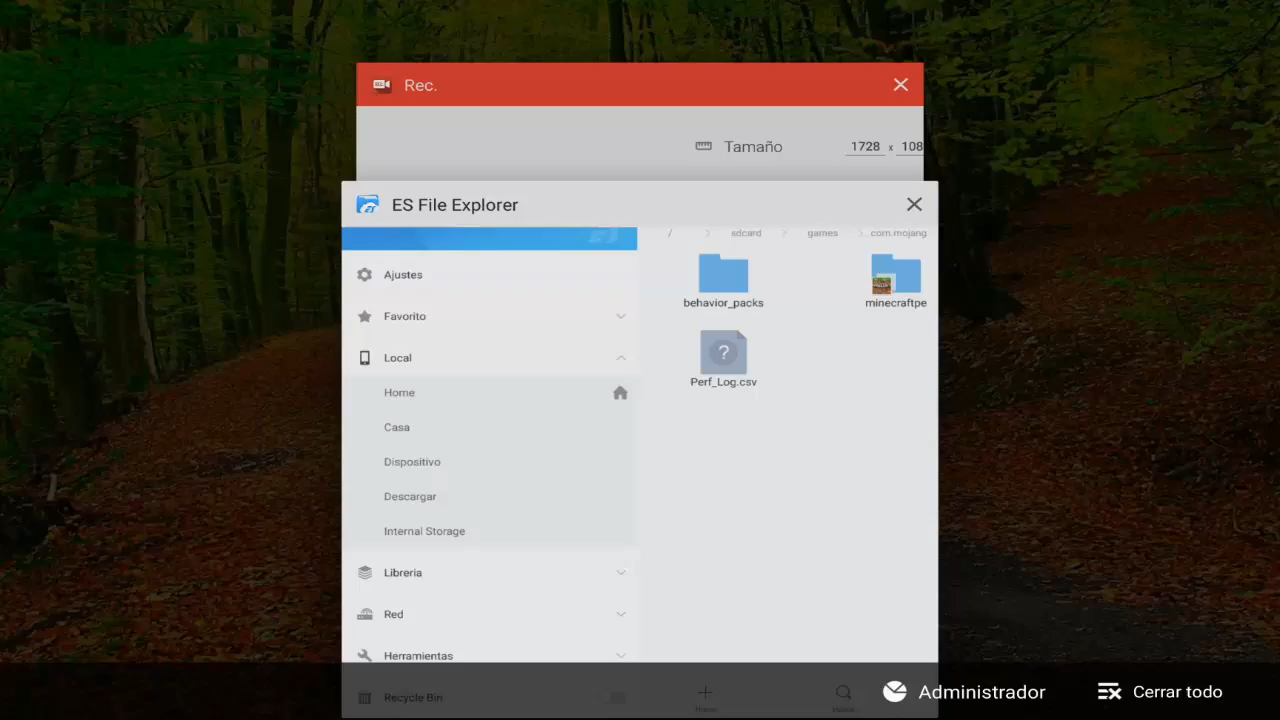 Rec.
Tamaño 1728 x 108
ES File Explorer
/ > sdcard > games > com.mojang
Ajustes
behavior_packs minecraftpe
Favorito
Local
Perf_Log.csv
Home
Casa
Dispositivo
Descargar
Internal Storage
Libreria
Red
Herramientas
Recycle Bin
Administrador Cerrar todo